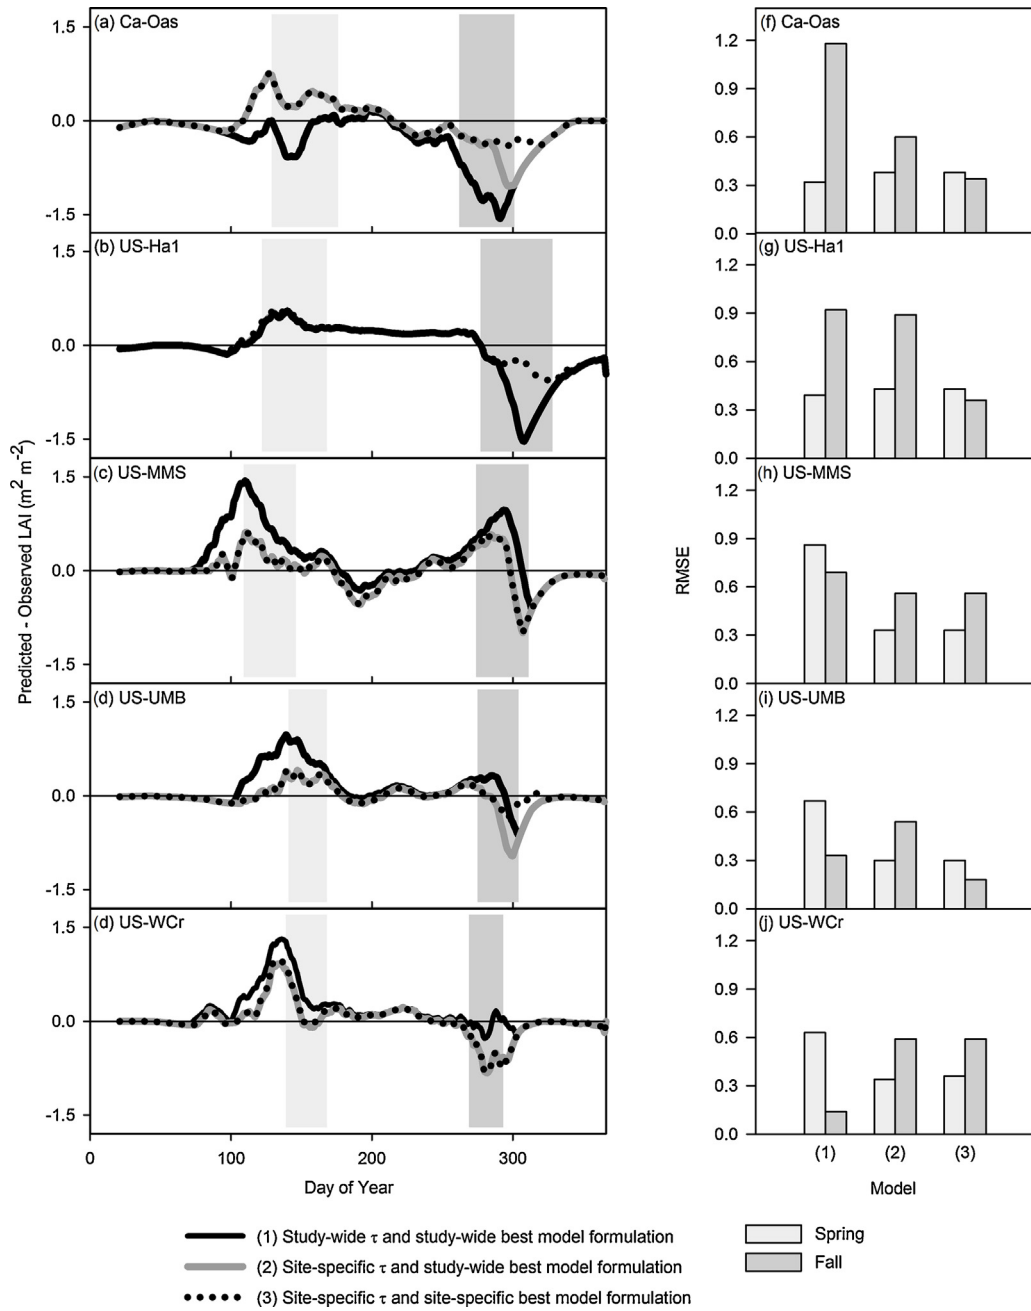 (a) Ca-Oas
1.5
0.0
-1.5
(b) US-Ha1
1.5
0.0
-1.5
(c) US-MMS
1.5
0.0
-1.5
(d) US-UMB
1.5
0.0
-1.5
(d) US-WCr
1.5
0.0
-1.5
Predicted - Observed LAI (m² m⁻²)
0
100
200
300
Day of Year
(f) Ca-Oas
1.2
0.9
0.6
0.3
0.0
(g) US-Ha1
1.2
0.9
0.6
0.3
0.0
(h) US-MMS
1.2
0.9
0.6
0.3
0.0
(i) US-UMB
1.2
0.9
0.6
0.3
0.0
(j) US-WCr
1.2
0.9
0.6
0.3
0.0
RMSE
(1)
(2)
(3)
Model
(1) Study-wide τ and study-wide best model formulation
(2) Site-specific τ and study-wide best model formulation
(3) Site-specific τ and site-specific best model formulation
Spring
Fall